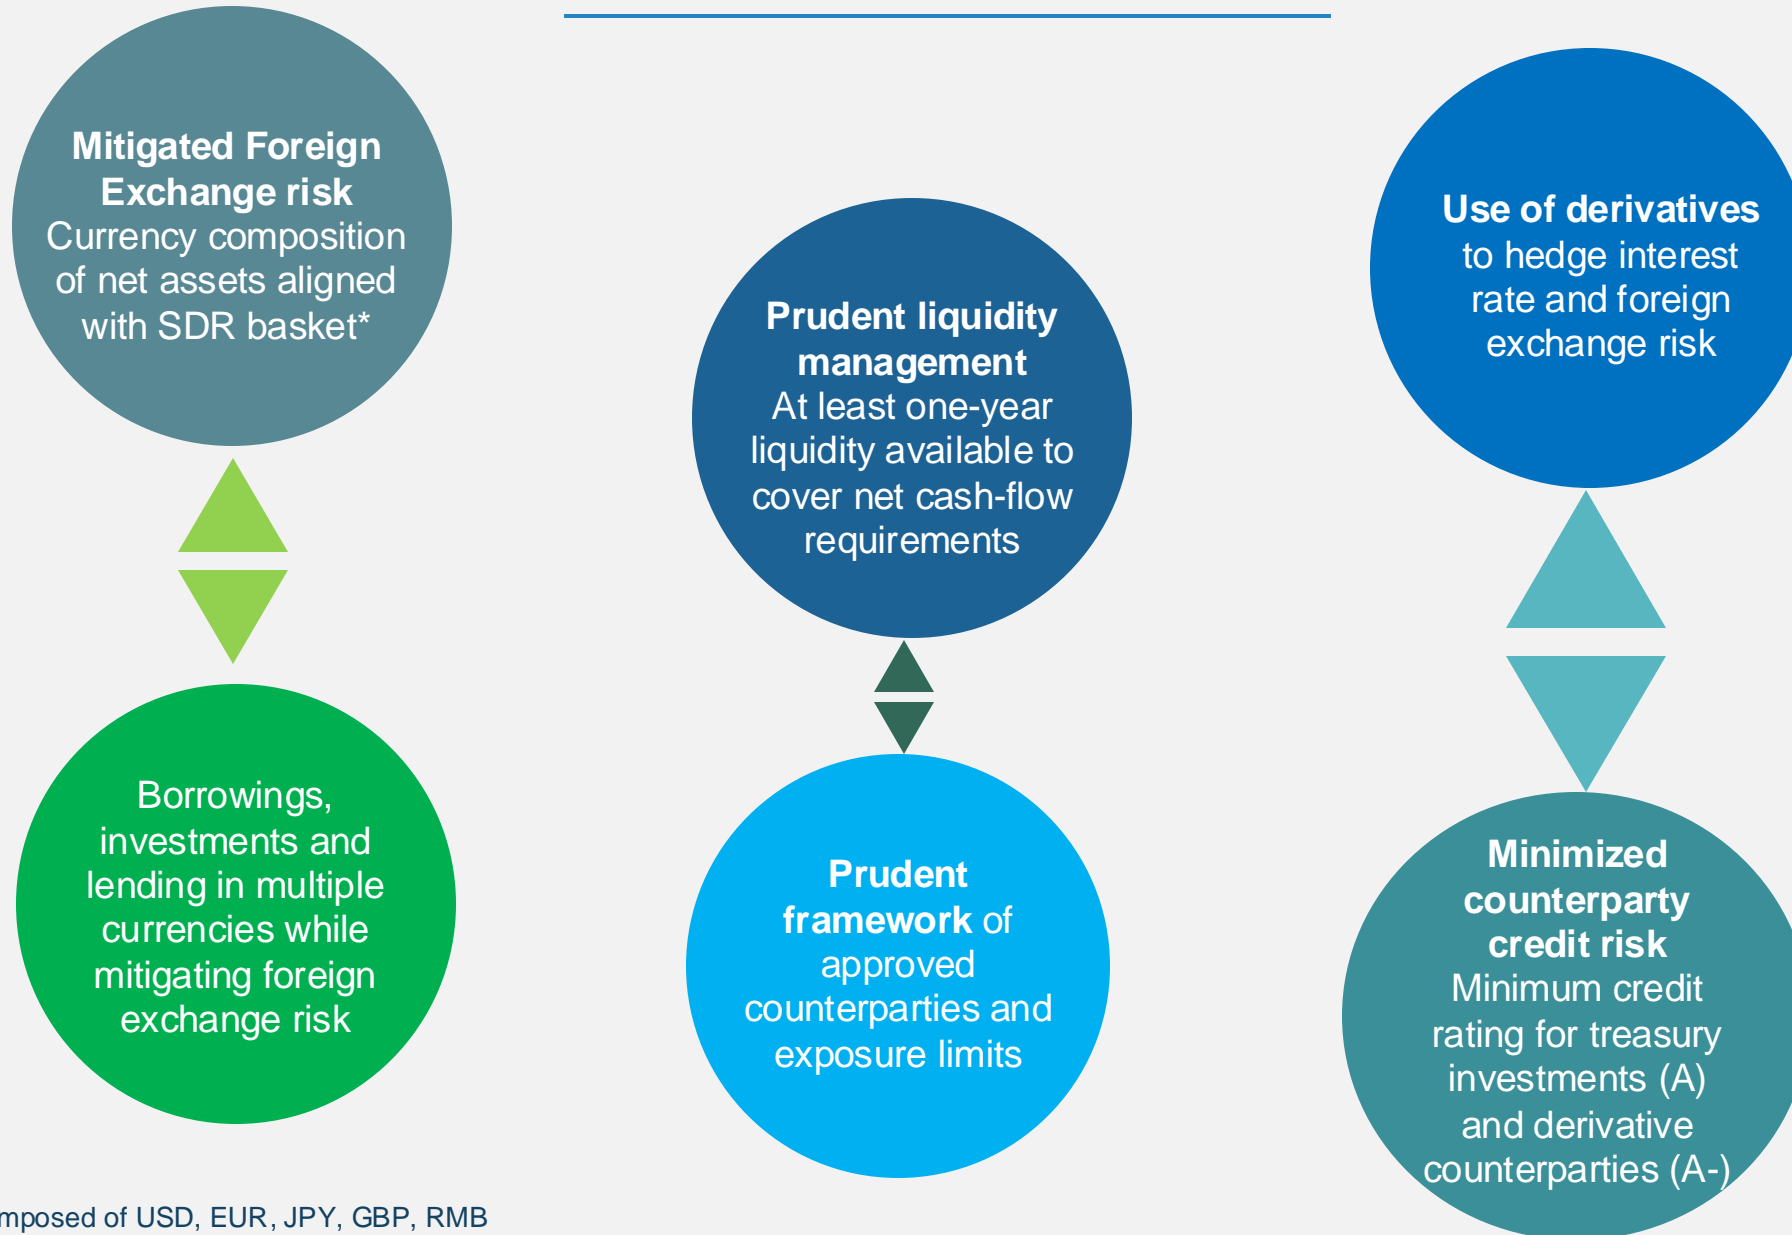 Mitigated Foreign
Exchange risk
Currency composition
of net assets aligned
with SDR basket*
Borrowings,
investments and
lending in multiple
currencies while
mitigating foreign
exchange risk
Prudent liquidity
management
At least one-year
liquidity available to
cover net cash-flow
requirements
Prudent
framework of
approved
counterparties and
exposure limits
Use of derivatives
to hedge interest
rate and foreign
exchange risk
Minimized
counterparty
credit risk
Minimum credit
rating for treasury
investments (A)
and derivative
counterparties (A-)
of USD, EUR, JPY, GBP, RMB